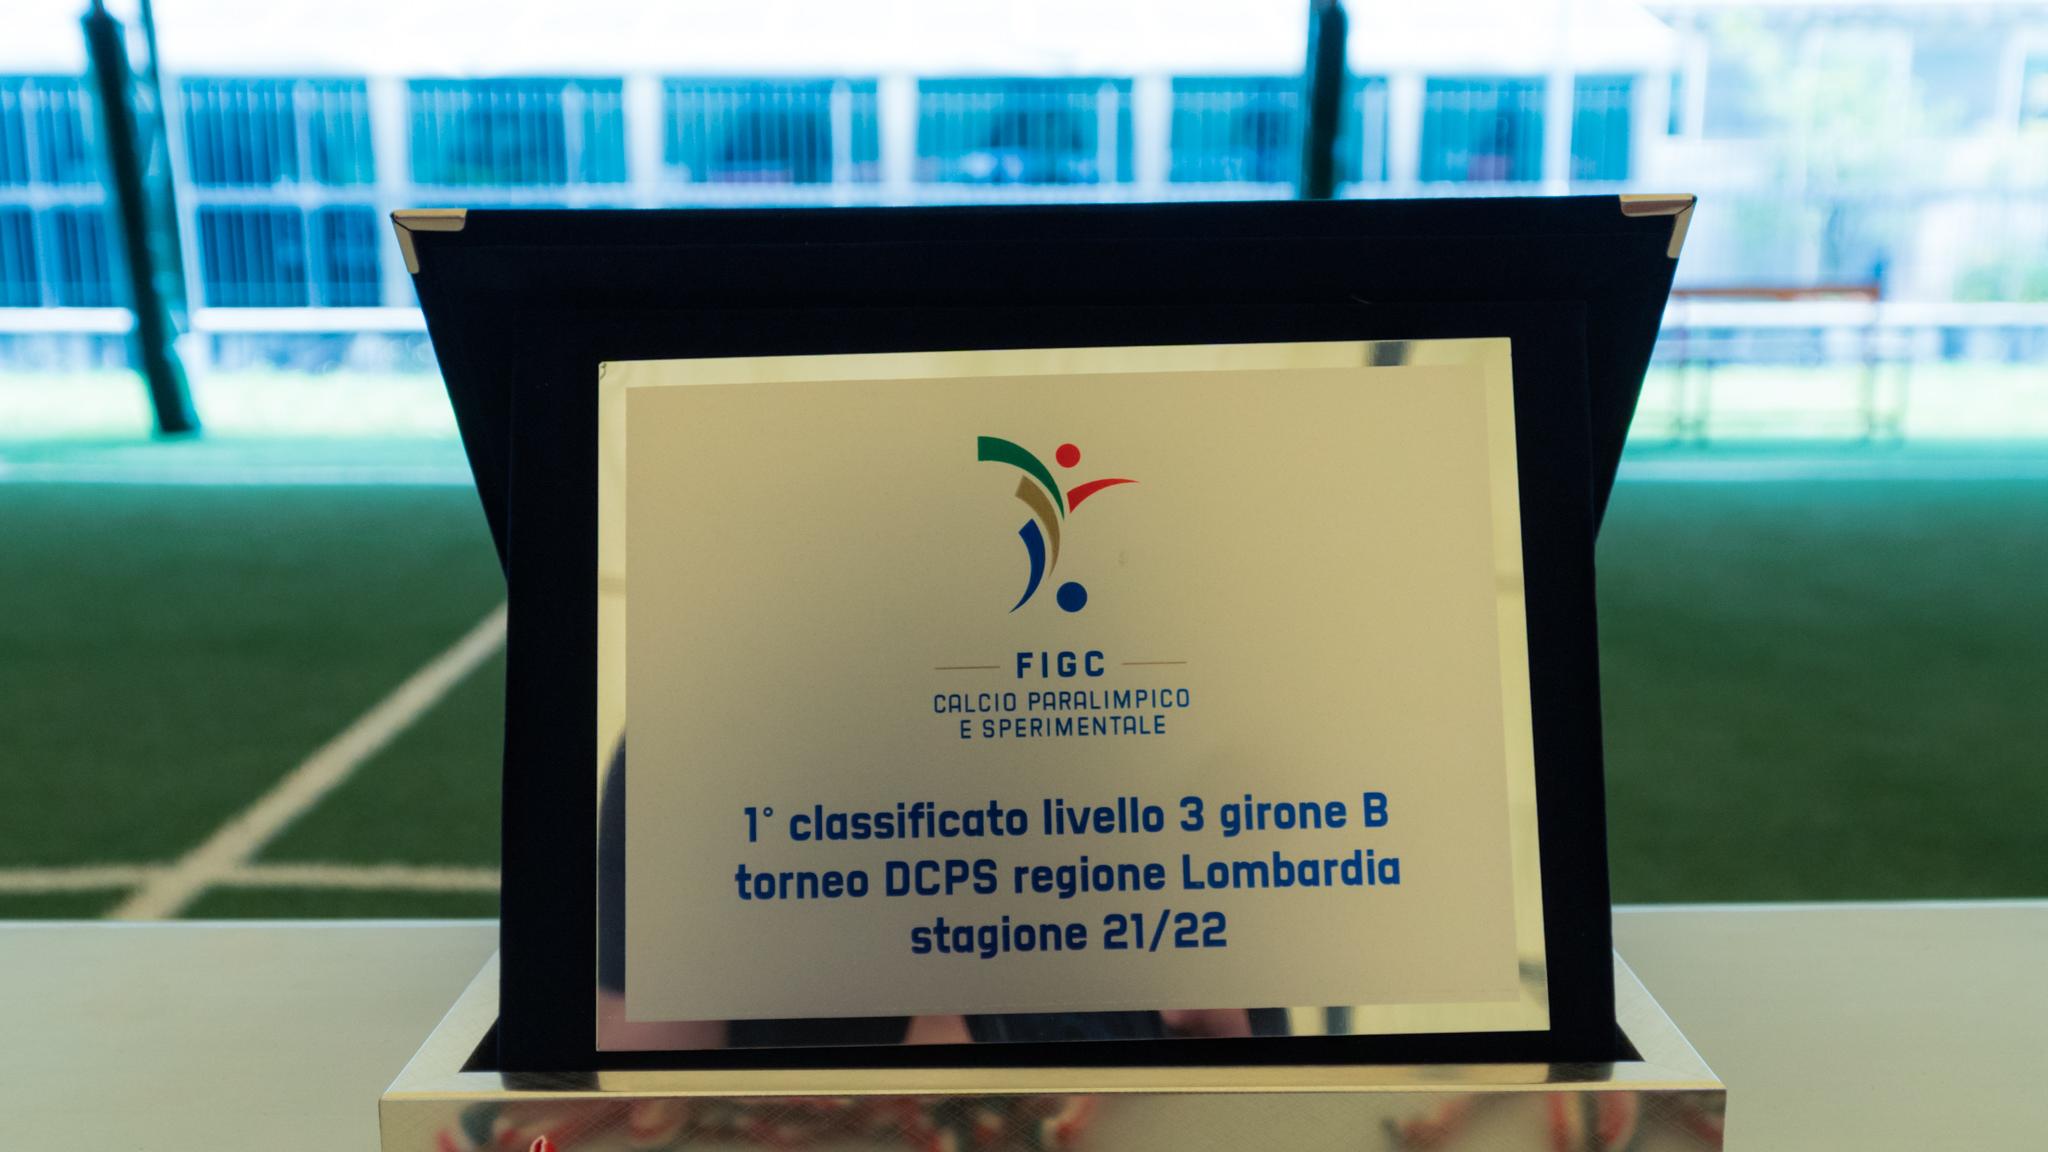 FIGC
CALCIO PARALIMPICO
E SPERIMENTALE
1° classificato livello 3 girone B
torneo DCPS regione Lombardia
stagione 21/22